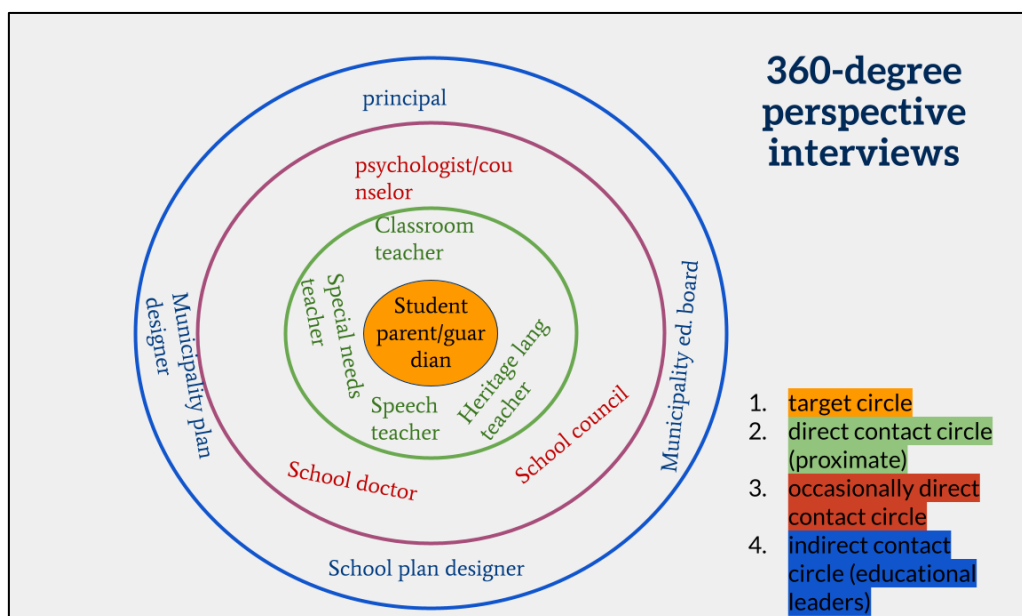 360-degree
perspective
interviews
principal
psychologist/cou
nselor
Classroom
teacher
Special needs
teacher
Student
parent/guar
dian
Heritage lang
teacher
Speech
teacher
Municipality plan
designer
Municipality ed. board
School council
School doctor
School plan designer
1. target circle
2. direct contact circle
(proximate)
3. occasionally direct
contact circle
4. indirect contact
circle (educational
leaders)